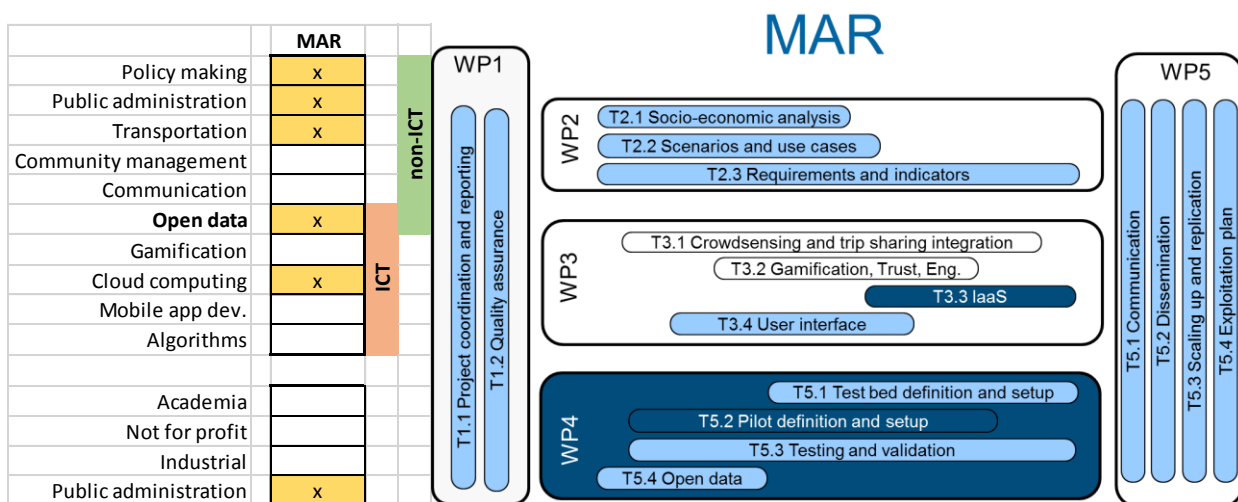 MAR
Policy making x
Public administration x
Transportation x
Community management
Communication
Open data x
Gamification
Cloud computing x
Mobile app dev.
Algorithms
Academia
Not for profit
Industrial
Public administration x
non-ICT
ICT
MAR
WP1
T1.1 Project coordination and reporting
T1.2 Quality assurance
WP2
T2.1 Socio-economic analysis
T2.2 Scenarios and use cases
T2.3 Requirements and indicators
WP3
T3.1 Crowdsensing and trip sharing integration
T3.2 Gamification, Trust, Eng.
T3.3 IaaS
T3.4 User interface
WP4
T5.1 Test bed definition and setup
T5.2 Pilot definition and setup
T5.3 Testing and validation
T5.4 Open data
WP5
T5.1 Communication
T5.2 Dissemination
T5.3 Scaling up and replication
T5.4 Exploitation plan